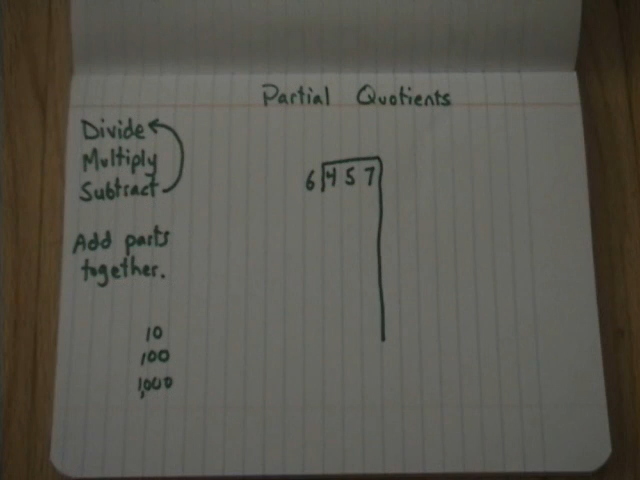 Partial Quotients
Divide
Multiply
Subtract
6 457
Add parts
together.
10
100
1,000